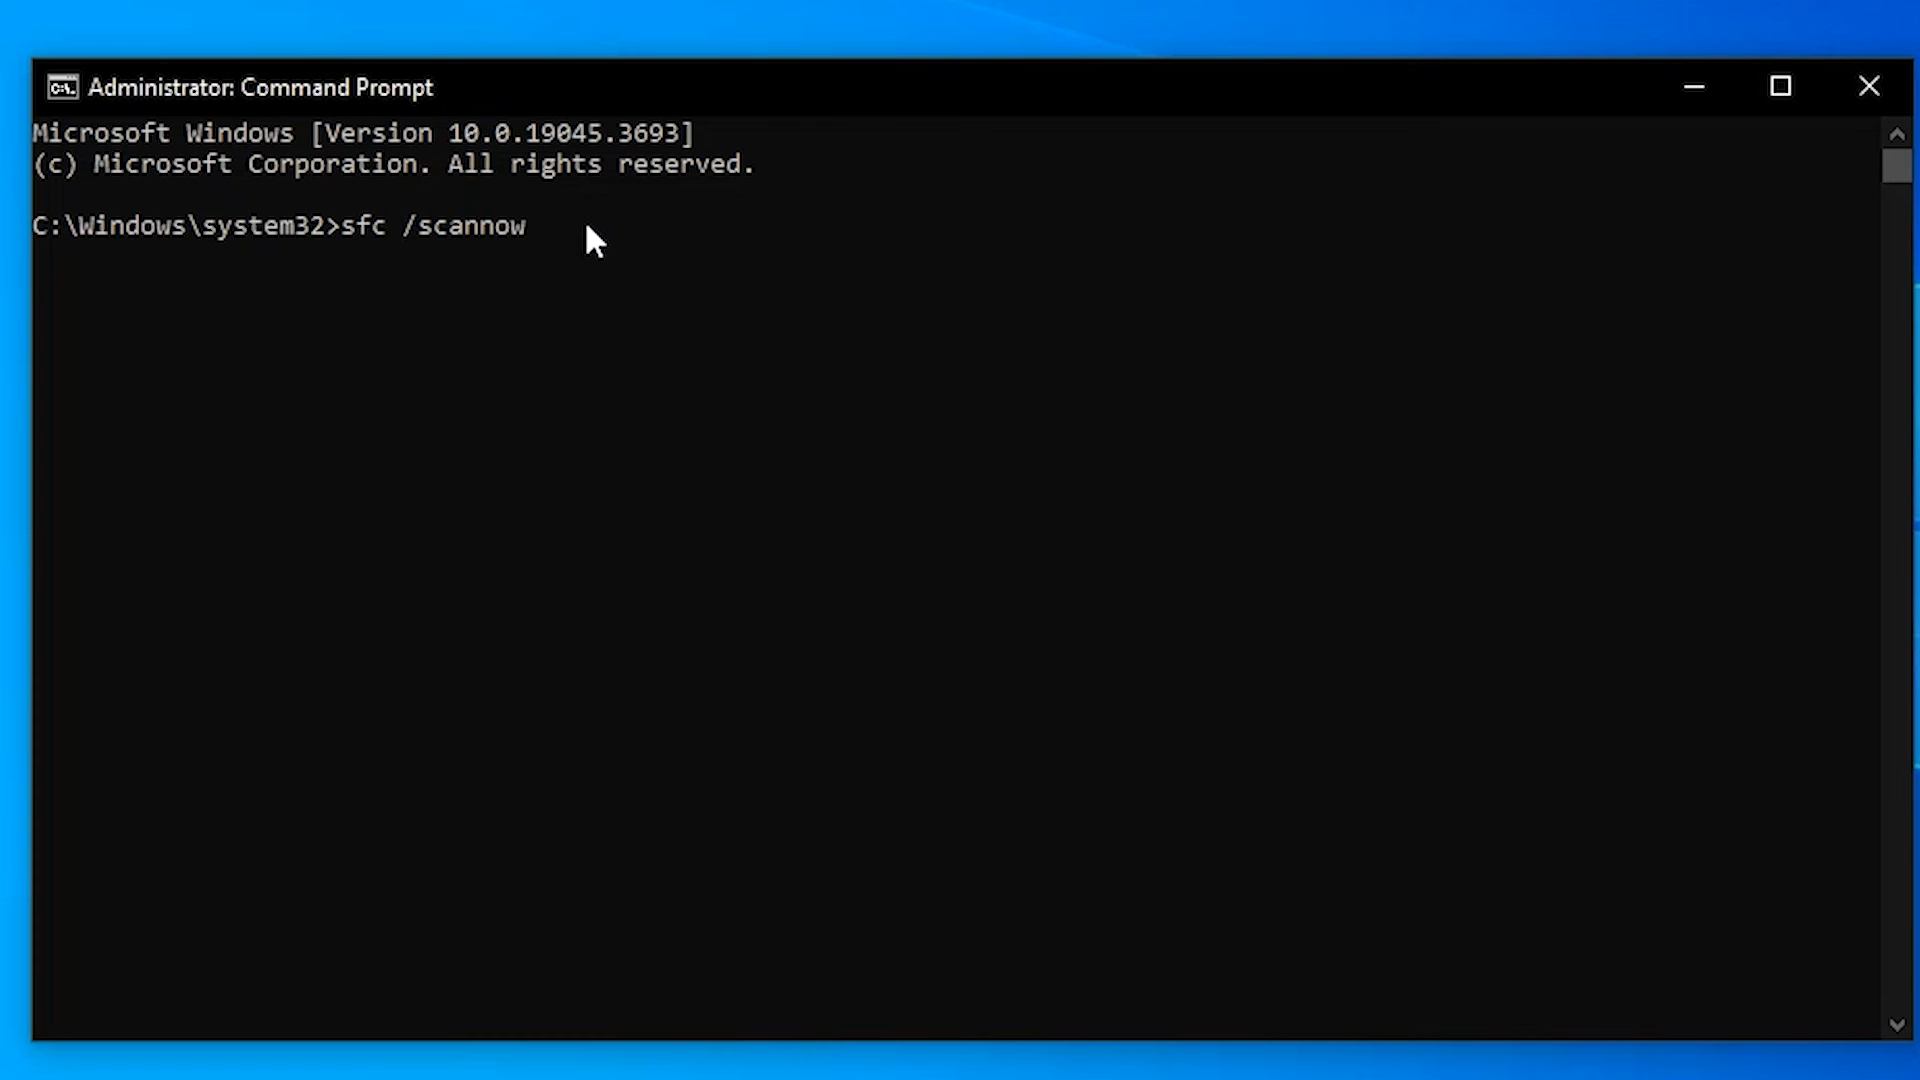 Administrator: Command Prompt
Microsoft Windows [Version 10.0.19045.3693]
(c) Microsoft Corporation. All rights reserved.
C:\Windows\system32>sfc /scannow